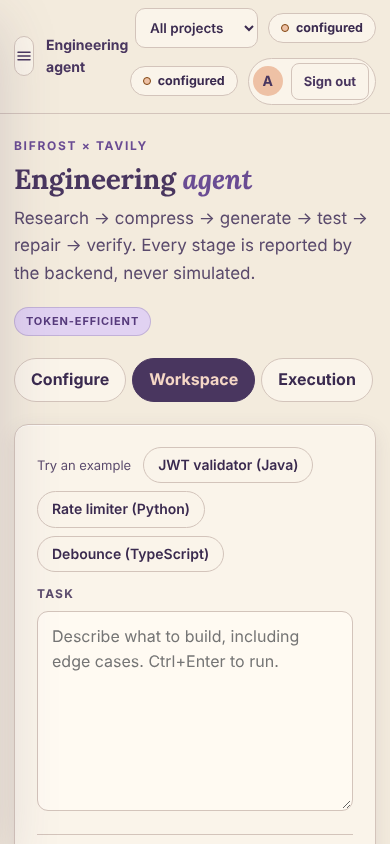 Engineering
agent
All projects
configured
configured
A
Sign out
BIFROST × TAVILY
Engineering agent
Research → compress → generate → test →
repair → verify. Every stage is reported by
the backend, never simulated.
TOKEN-EFFICIENT
Configure
Workspace
Execution
Try an example
JWT validator (Java)
Rate limiter (Python)
Debounce (TypeScript)
TASK
Describe what to build, including
edge cases. Ctrl+Enter to run.